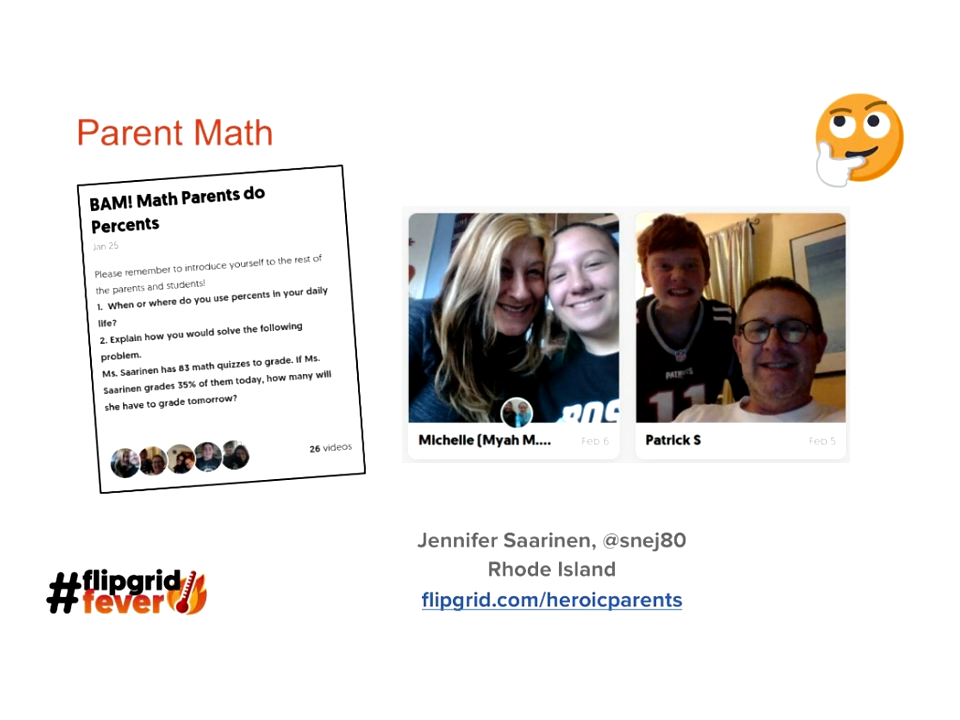 Parent Math
BAM! Math Parents do
Percents
Jan 25
Please remember to introduce yourself to the rest of
the parents and students!
1. When or where do you use percents in your daily
life?
2. Explain how you would solve the following
problem.
Ms. Saarinen has 83 math quizzes to grade. If Ms.
Saarinen grades 35% of them today, how many will
she have to grade tomorrow?
26 videos
PATRIOTS
11
BOS
Michelle (Myah M....
Feb 6
Patrick S
Feb 5
Jennifer Saarinen, @snej80
Rhode Island
flipgrid.com/heroicparents
#flipgrid
fever